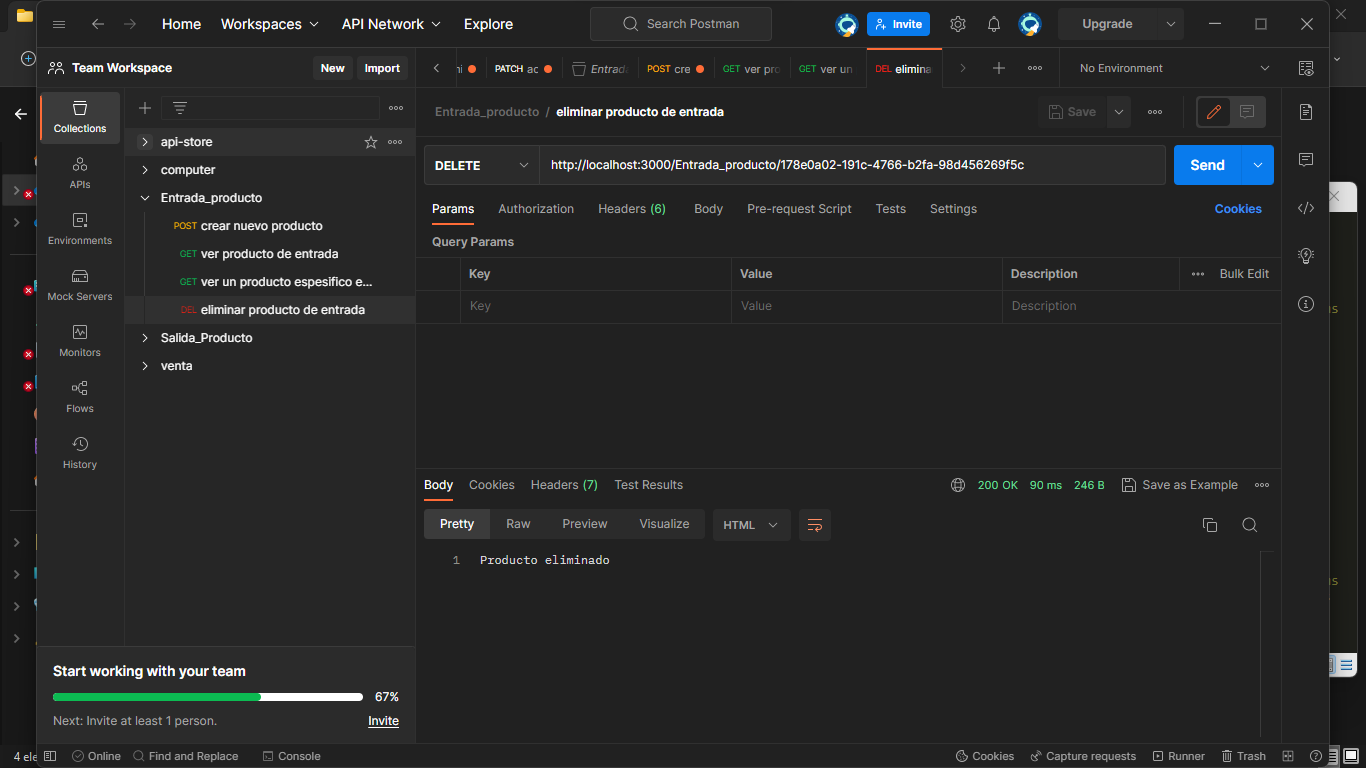 Home Workspaces API Network Explore Search Postman Invite Upgrade
Team Workspace New Import
PATCH ac Entrad POST cre GET ver pro GET ver un DEL elimina No Environment
Collections
APIs
Environments
Mock Servers
Monitors
Flows
History
api-store
computer
Entrada_producto
POST crear nuevo producto
GET ver producto de entrada
GET ver un producto espesifico e...
DEL eliminar producto de entrada
Salida_Producto
venta
Start working with your team
67%
Next: Invite at least 1 person. Invite
Entrada_producto / eliminar producto de entrada Save
DELETE http://localhost:3000/Entrada_producto/178e0a02-191c-4766-b2fa-98d456269f5c Send
Params Authorization Headers (6) Body Pre-request Script Tests Settings Cookies
Query Params
Key Value Description Bulk Edit
Key Value Description
Body Cookies Headers (7) Test Results 200 OK 90 ms 246 B Save as Example
Pretty Raw Preview Visualize HTML
1 Producto eliminado
4 ele Online Find and Replace Console Cookies Capture requests Runner Trash